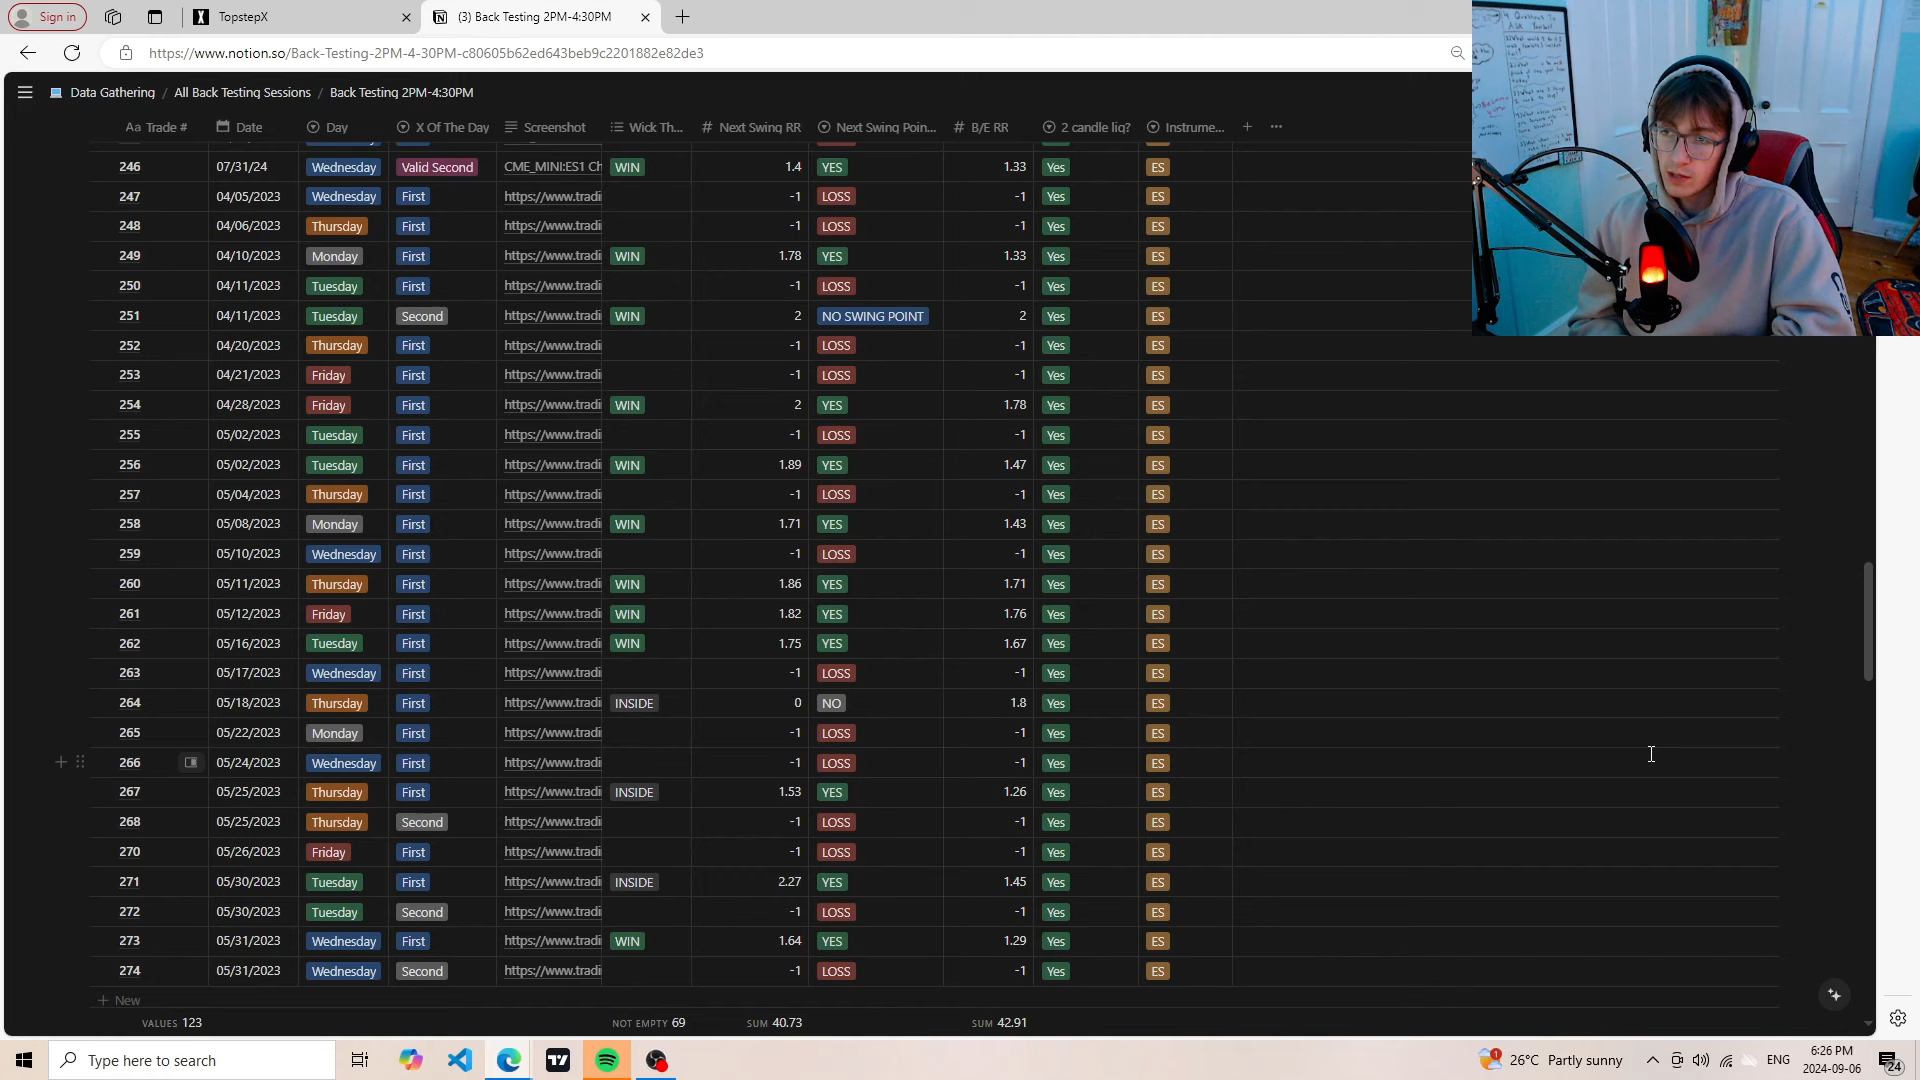 Sign in
TopstepX
(3) Back Testing 2PM-4:30PM
https://www.notion.so/Back-Testing-2PM-4-30PM-c80605b62ed643beb9c2201882e82de3
Data Gathering / All Back Testing Sessions / Back Testing 2PM-4:30PM
Aa Trade # Date Day X Of The Day Screenshot Wick Th... # Next Swing RR Next Swing Poin... # B/E RR 2 candle liq? Instrume...
246 07/31/24 Wednesday Valid Second CME_MINI:ES1 Ch WIN 1.4 YES 1.33 Yes ES
247 04/05/2023 Wednesday First https://www.tradi -1 LOSS -1 Yes ES
248 04/06/2023 Thursday First https://www.tradi -1 LOSS -1 Yes ES
249 04/10/2023 Monday First https://www.tradi WIN 1.78 YES 1.33 Yes ES
250 04/11/2023 Tuesday First https://www.tradi -1 LOSS -1 Yes ES
251 04/11/2023 Tuesday Second https://www.tradi WIN 2 NO SWING POINT 2 Yes ES
252 04/20/2023 Thursday First https://www.tradi -1 LOSS -1 Yes ES
253 04/21/2023 Friday First https://www.tradi -1 LOSS -1 Yes ES
254 04/28/2023 Friday First https://www.tradi WIN 2 YES 1.78 Yes ES
255 05/02/2023 Tuesday First https://www.tradi -1 LOSS -1 Yes ES
256 05/02/2023 Tuesday First https://www.tradi WIN 1.89 YES 1.47 Yes ES
257 05/04/2023 Thursday First https://www.tradi -1 LOSS -1 Yes ES
258 05/08/2023 Monday First https://www.tradi WIN 1.71 YES 1.43 Yes ES
259 05/10/2023 Wednesday First https://www.tradi -1 LOSS -1 Yes ES
260 05/11/2023 Thursday First https://www.tradi WIN 1.86 YES 1.71 Yes ES
261 05/12/2023 Friday First https://www.tradi WIN 1.82 YES 1.76 Yes ES
262 05/16/2023 Tuesday First https://www.tradi WIN 1.75 YES 1.67 Yes ES
263 05/17/2023 Wednesday First https://www.tradi -1 LOSS -1 Yes ES
264 05/18/2023 Thursday First https://www.tradi INSIDE 0 NO 1.8 Yes ES
265 05/22/2023 Monday First https://www.tradi -1 LOSS -1 Yes ES
266 05/24/2023 Wednesday First https://www.tradi -1 LOSS -1 Yes ES
267 05/25/2023 Thursday First https://www.tradi INSIDE 1.53 YES 1.26 Yes ES
268 05/25/2023 Thursday Second https://www.tradi -1 LOSS -1 Yes ES
270 05/26/2023 Friday First https://www.tradi -1 LOSS -1 Yes ES
271 05/30/2023 Tuesday First https://www.tradi INSIDE 2.27 YES 1.45 Yes ES
272 05/30/2023 Tuesday Second https://www.tradi -1 LOSS -1 Yes ES
273 05/31/2023 Wednesday First https://www.tradi WIN 1.64 YES 1.29 Yes ES
274 05/31/2023 Wednesday Second https://www.tradi -1 LOSS -1 Yes ES
+ New
VALUES 123 NOT EMPTY 69 SUM 40.73 SUM 42.91
Type here to search
1
26°C Partly sunny
ENG
6:26 PM
2024-09-06
24